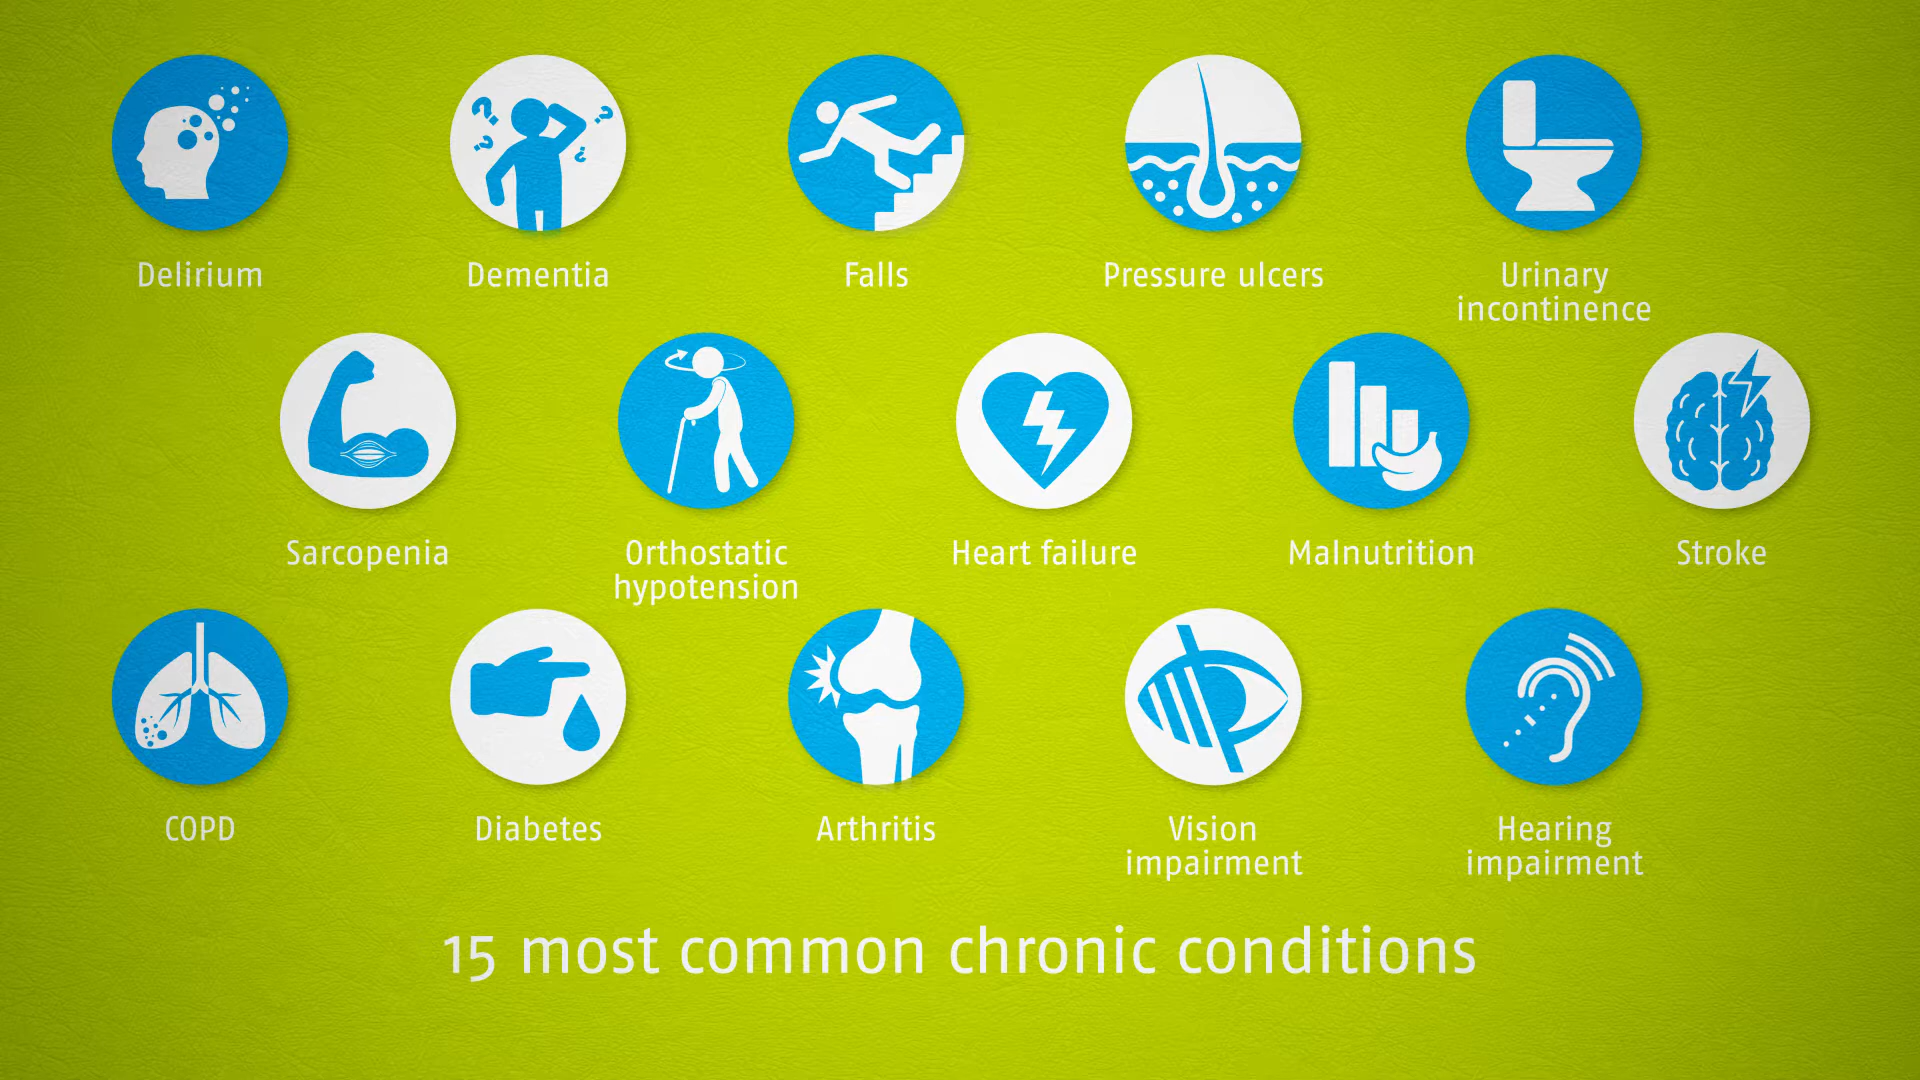 Delirium
Dementia
Falls
Pressure ulcers
Urinary
incontinence
Sarcopenia
Orthostatic
hypotension
Heart failure
Malnutrition
Stroke
COPD
Diabetes
Arthritis
Vision
impairment
Hearing
impairment
15 most common chronic conditions